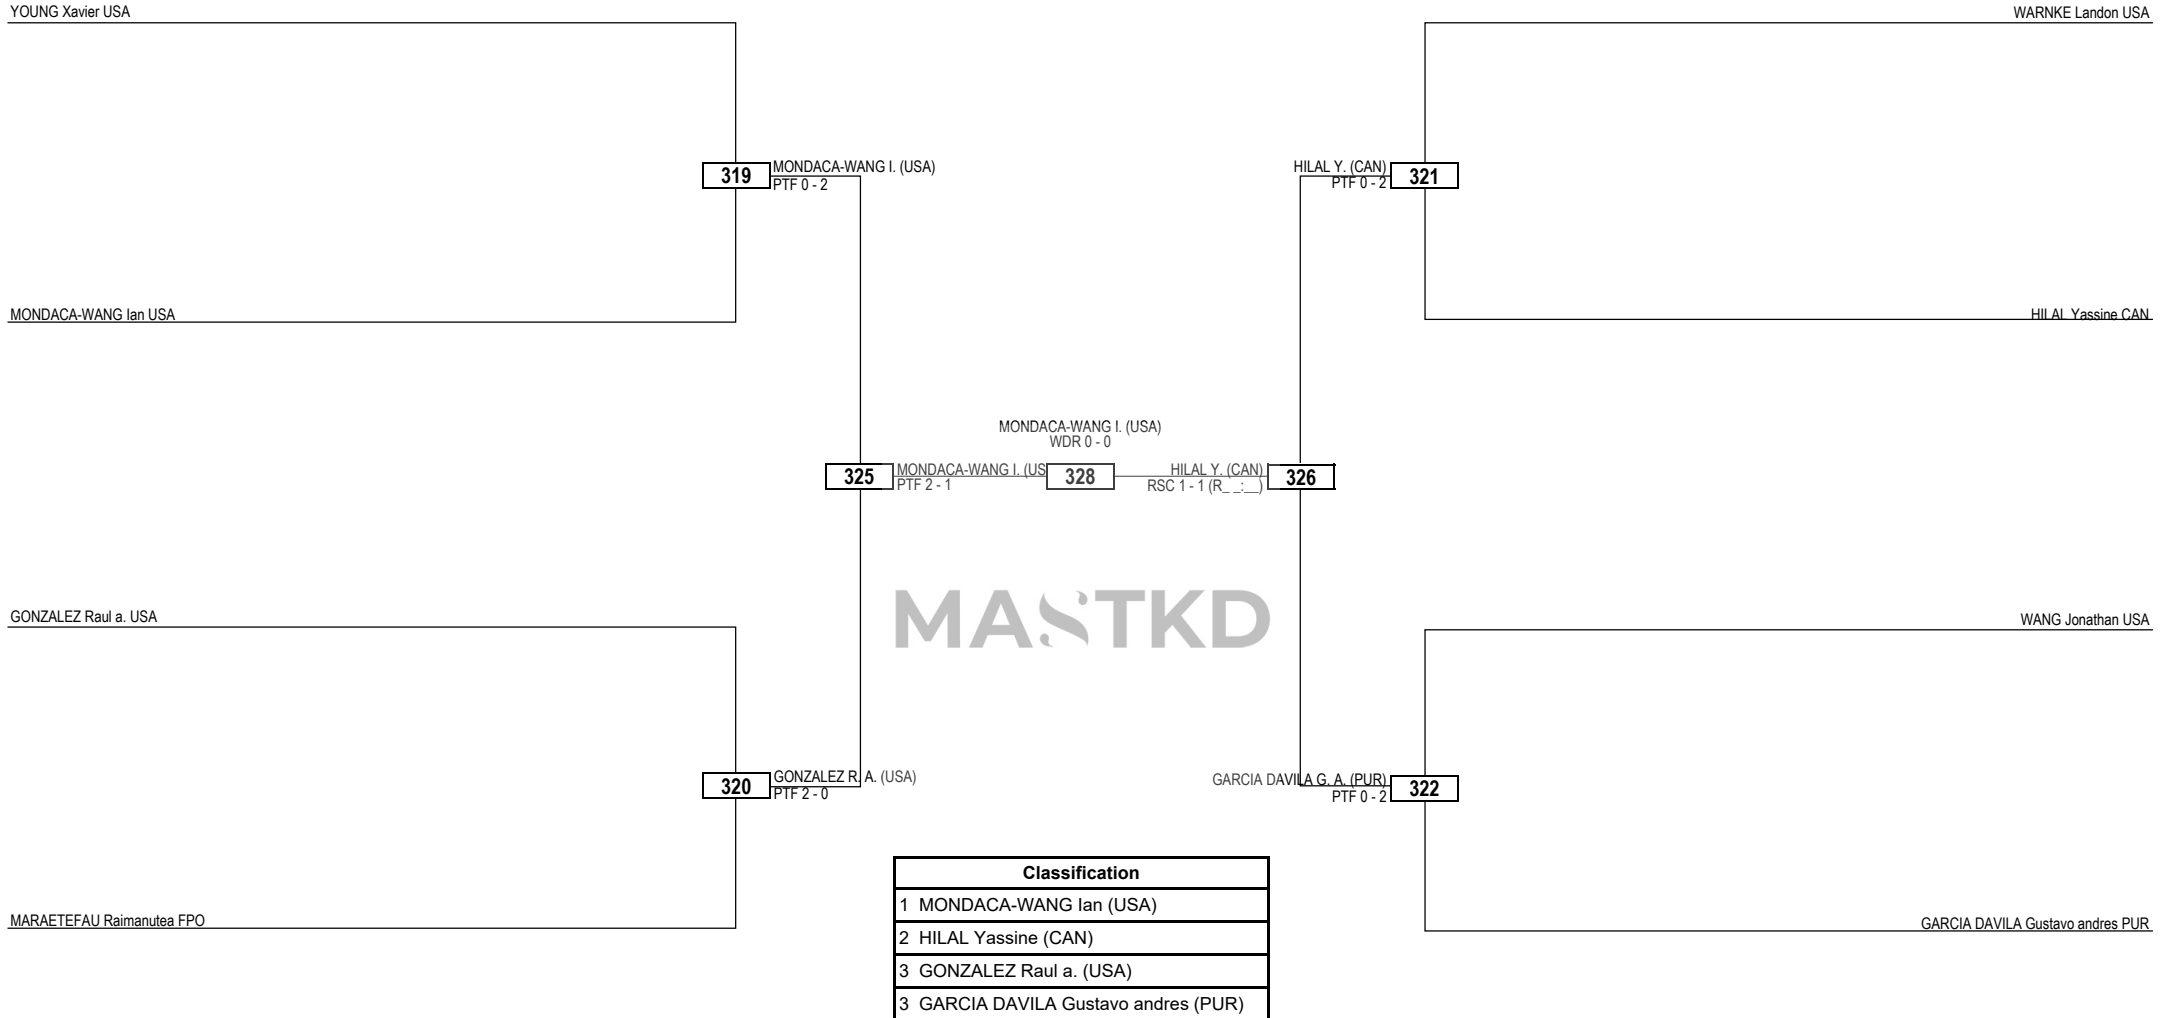 YOUNG Xavier USA
WARNKE Landon USA
319
MONDACA-WANG I. (USA)
PTF 0 - 2
HILAL Y. (CAN)
PTF 0 - 2
321
MONDACA-WANG Ian USA
HILAL Yassine CAN
MONDACA-WANG I. (USA)
WDR 0 - 0
325
MONDACA-WANG I. (US
PTF 2 - 1
328
HILAL Y. (CAN)
RSC 1 - 1 (R_ _:__)
326
MASTKD
GONZALEZ Raul a. USA
WANG Jonathan USA
320
GONZALEZ R. A. (USA)
PTF 2 - 0
GARCIA DAVILA G. A. (PUR)
PTF 0 - 2
322
MARAETEFAU Raimanutea FPO
GARCIA DAVILA Gustavo andres PUR
Classification
1 MONDACA-WANG Ian (USA)
2 HILAL Yassine (CAN)
3 GONZALEZ Raul a. (USA)
3 GARCIA DAVILA Gustavo andres (PUR)